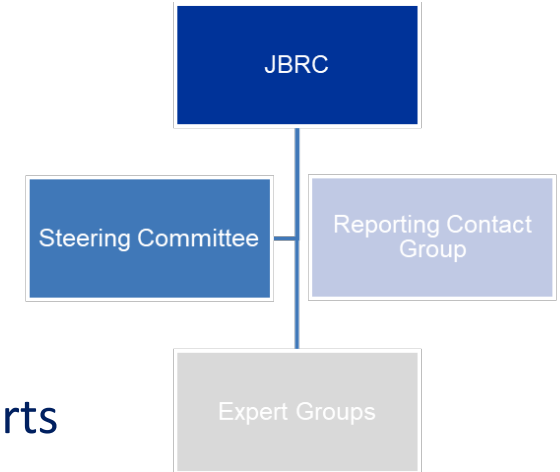 JBRC
Steering Committee
Reporting Contact
Group
rts
Expert Groups